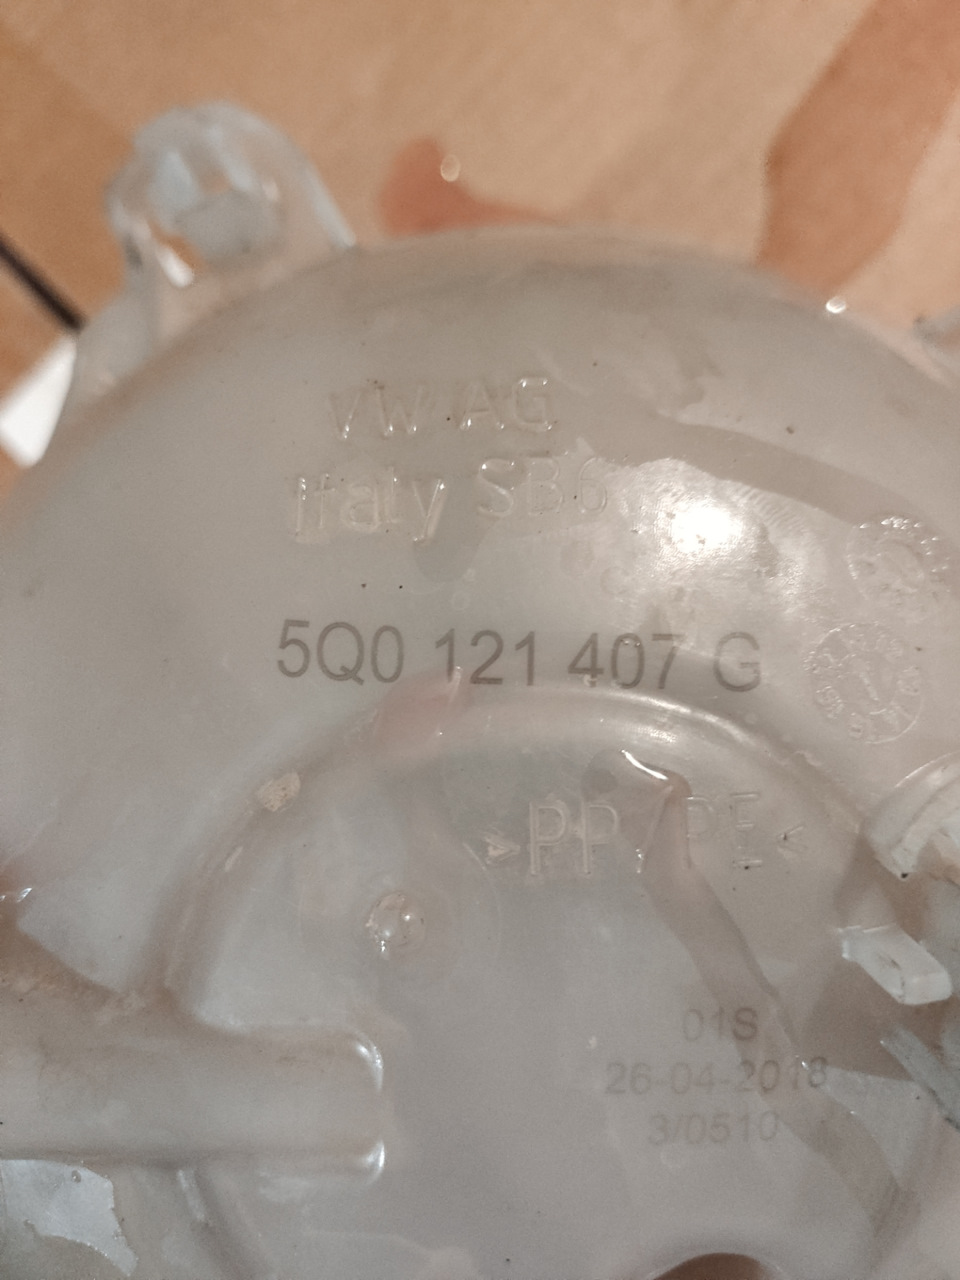 VW AG
Italy SB6
5Q0 121 407 G
>PP/PE<
01S
26-04-2018
3/0510